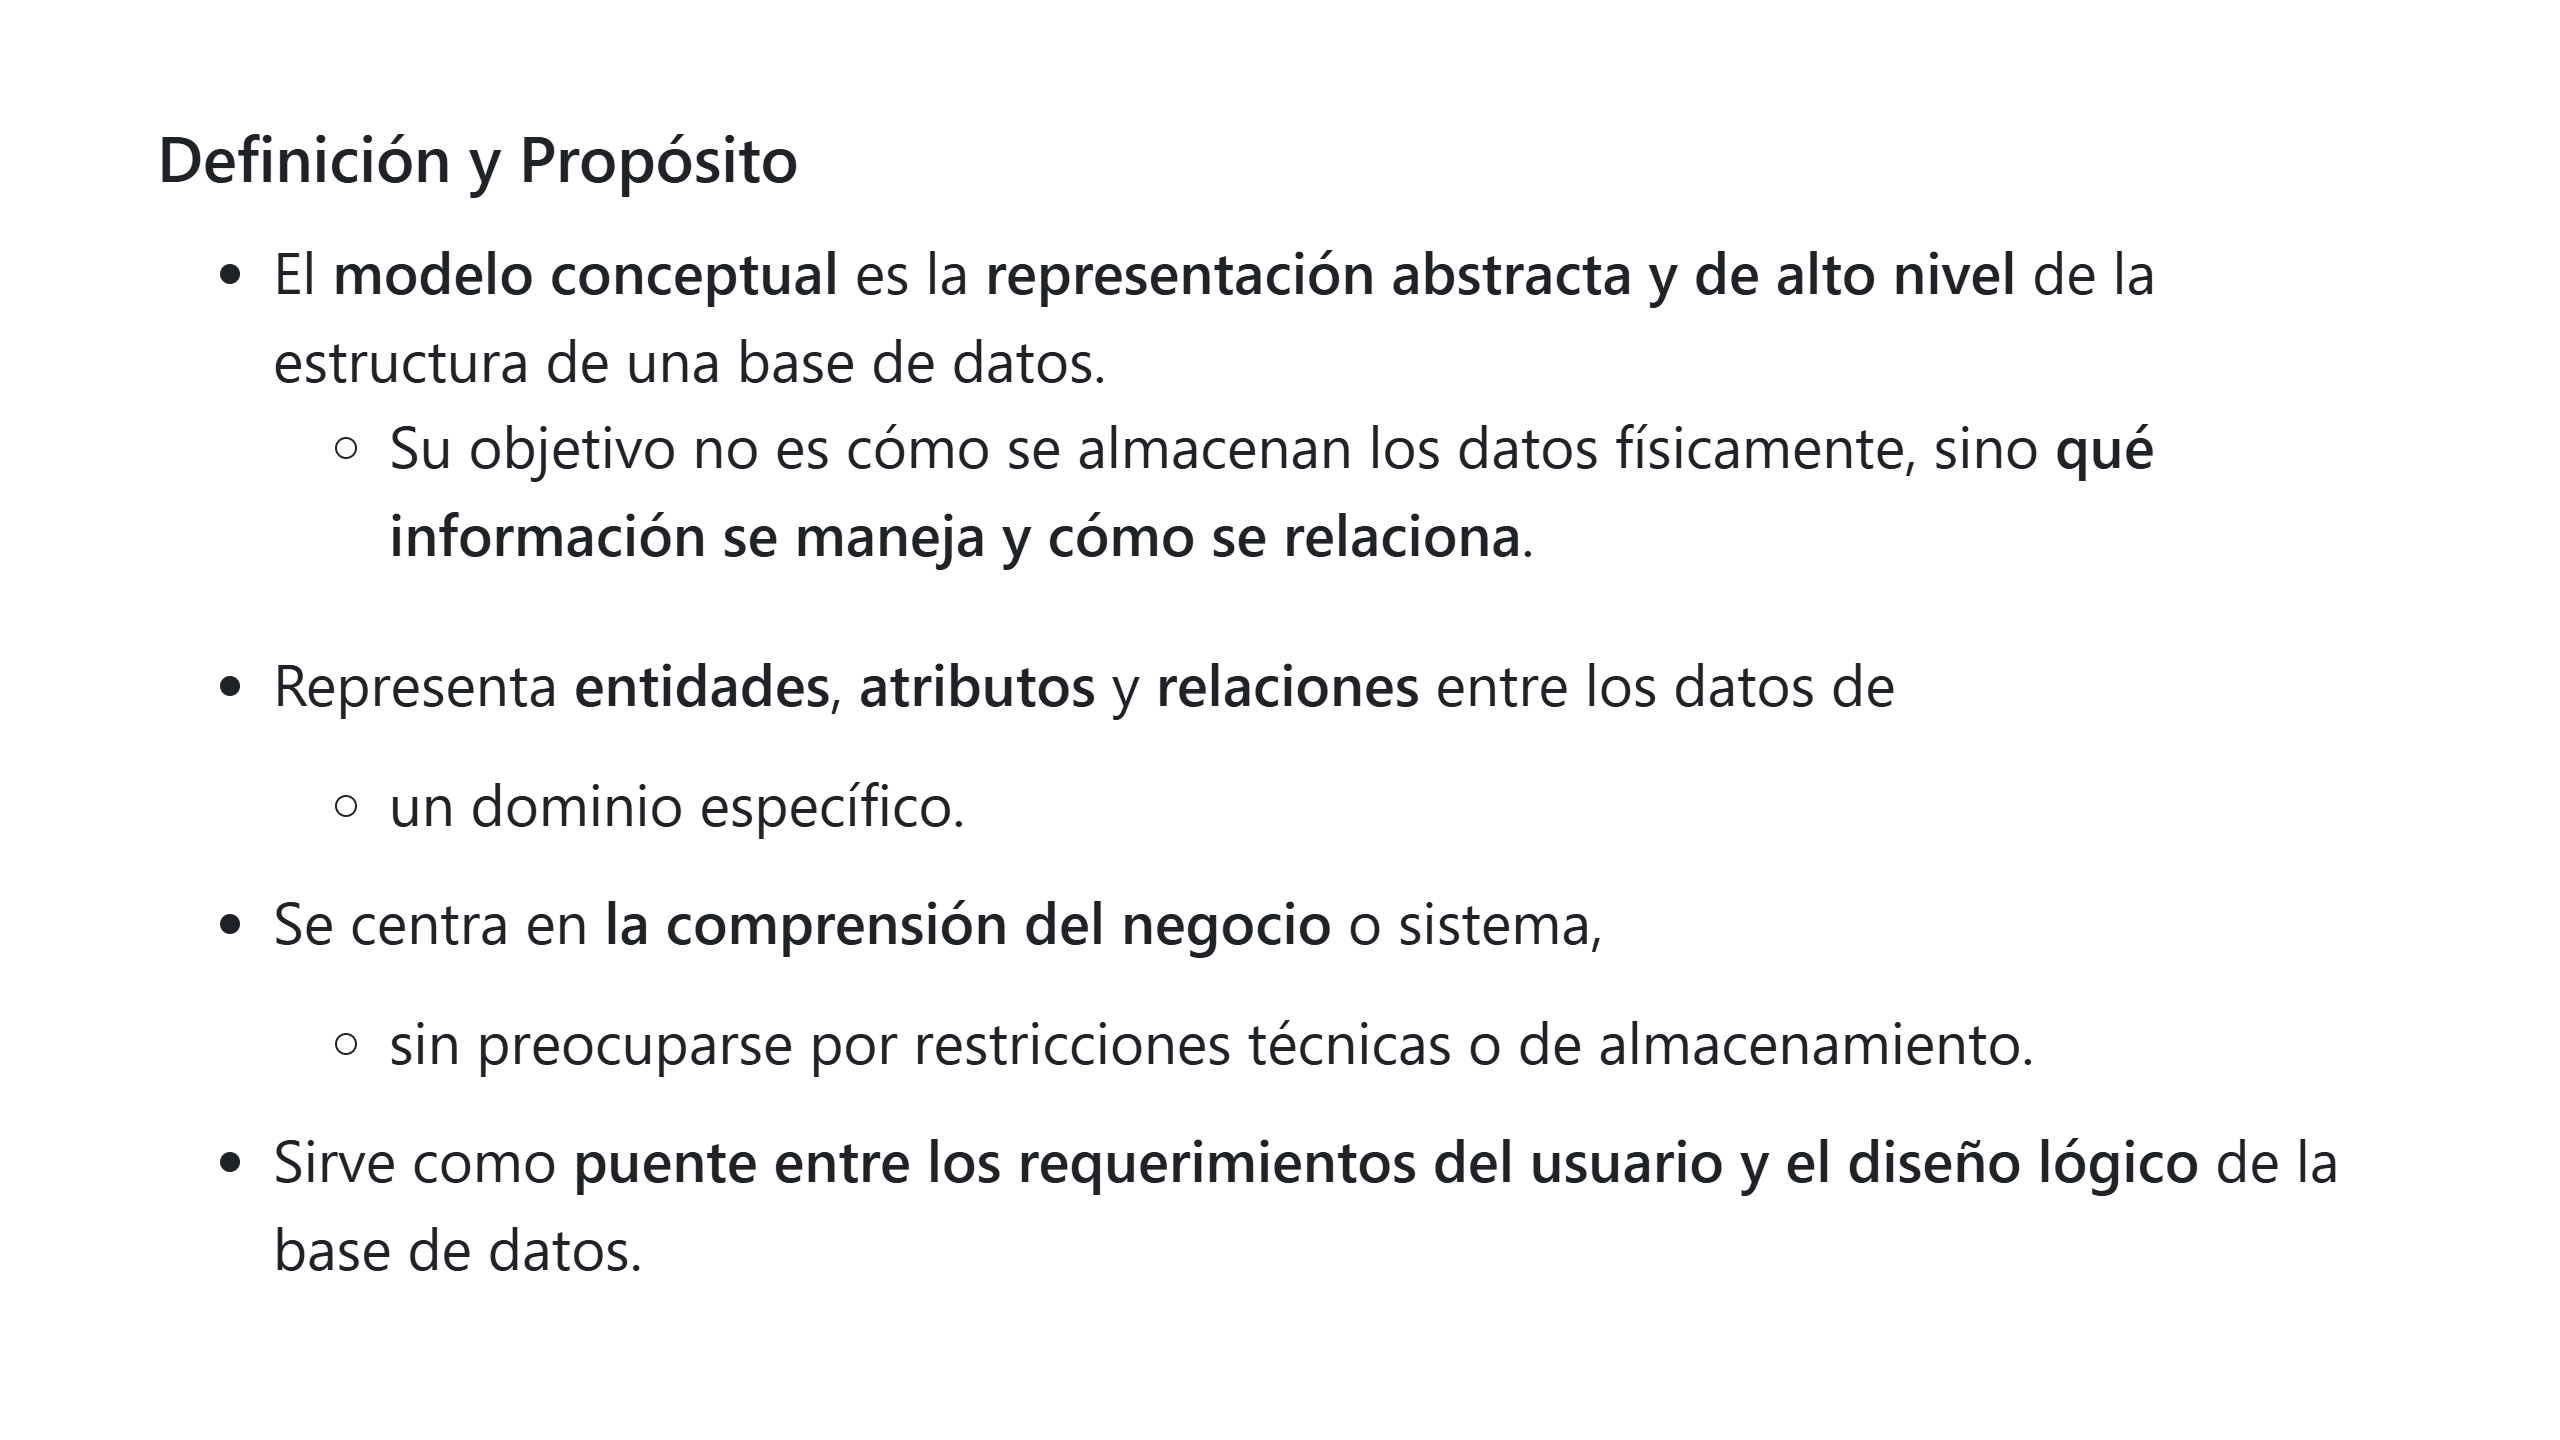 Definición y Propósito
El modelo conceptual es la representación abstracta y de alto nivel de la
estructura de una base de datos.
Su objetivo no es cómo se almacenan los datos físicamente, sino qué
información se maneja y cómo se relaciona.
Representa entidades, atributos y relaciones entre los datos de
un dominio específico.
Se centra en la comprensión del negocio o sistema,
sin preocuparse por restricciones técnicas o de almacenamiento.
Sirve como puente entre los requerimientos del usuario y el diseño lógico de la
base de datos.